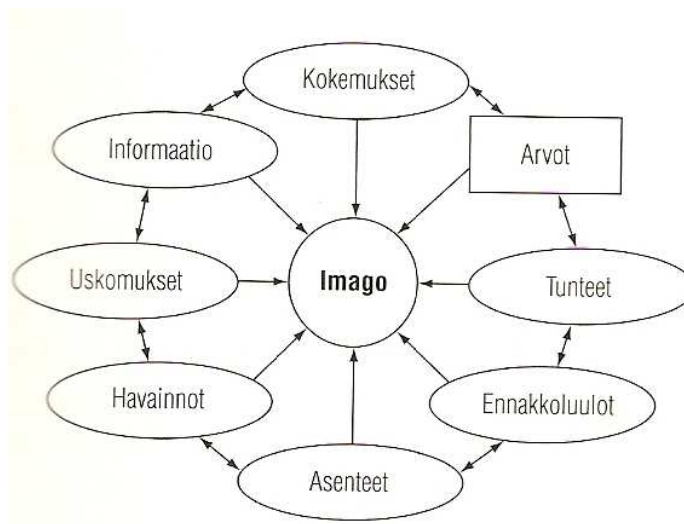 Kokemukset
Informaatio
Arvot
Uskomukset
Imago
Tunteet
Havainnot
Ennakkoluulot
Asenteet